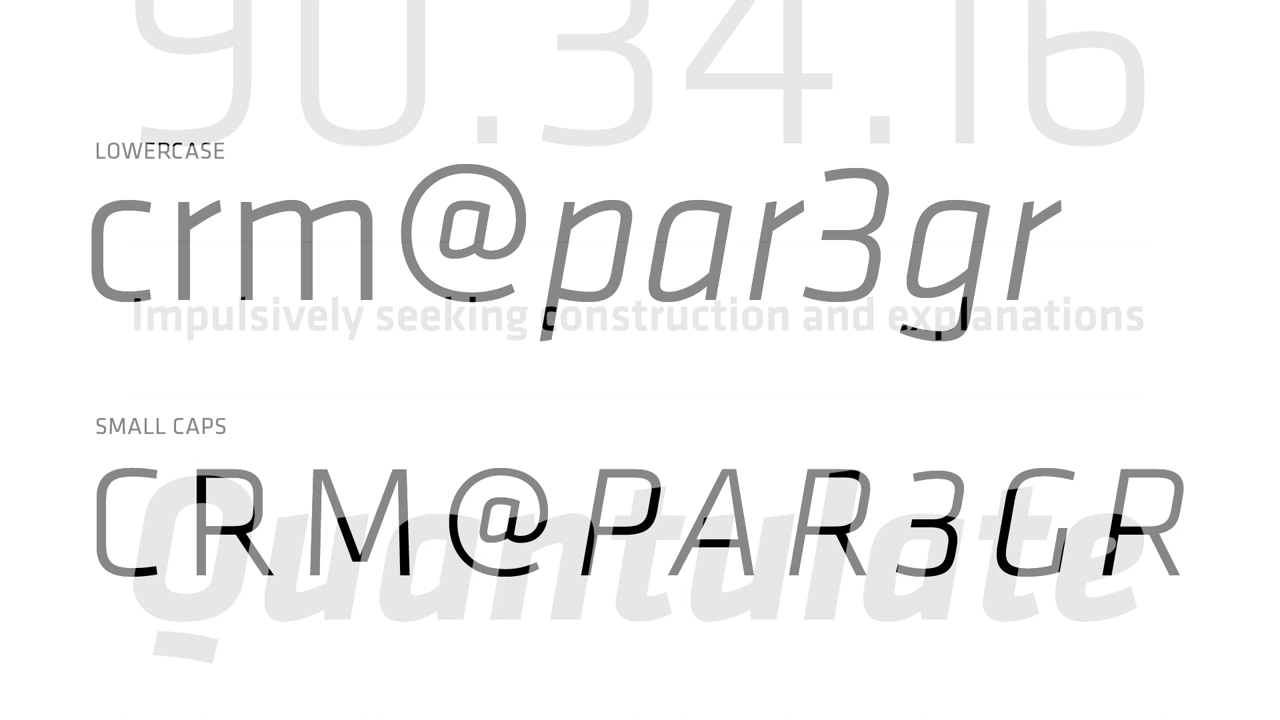 90.34.16
LOWERCASE
crm@par3gr
Impulsively seeking construction and explanations
SMALL CAPS
CRM@PAR3GR
Quantulate